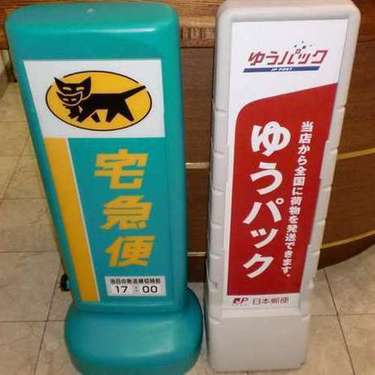 宅急便
当日の発送締切時刻
17:00
ゆうパック
JP POST
当店から全国に荷物を発送できます。
ゆうパック
JP 日本郵便